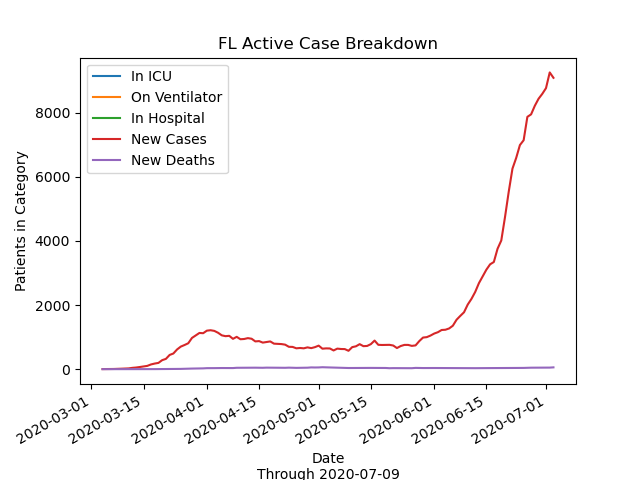 FL Active Case Breakdown
In ICU
On Ventilator
In Hospital
New Cases
New Deaths
Patients in Category
8000
6000
4000
2000
0
2020-03-01
2020-03-15
2020-04-01
2020-04-15
2020-05-01
2020-05-15
2020-06-01
2020-06-15
2020-07-01
Date
Through 2020-07-09